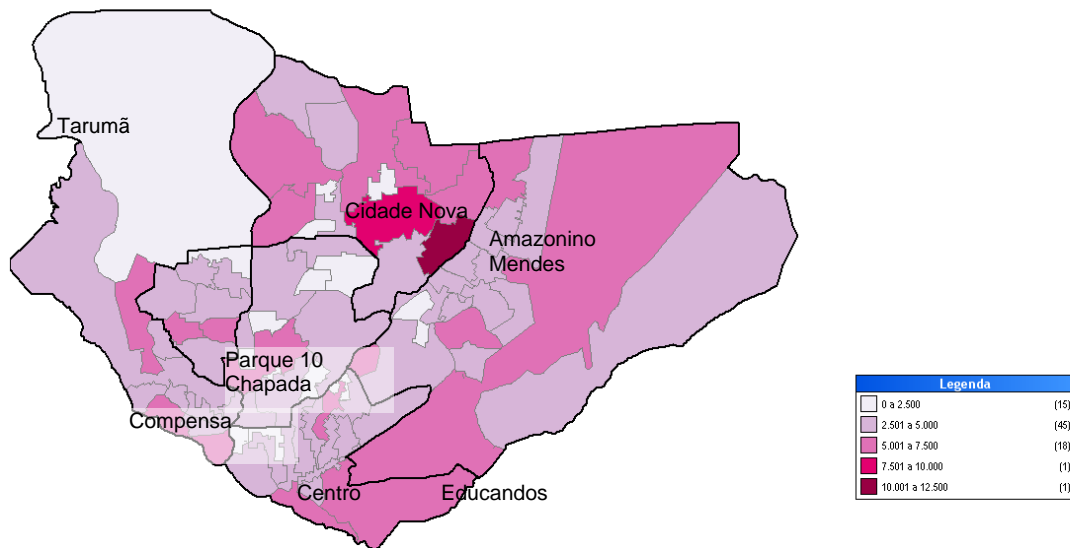 Tarumã
Cidade Nova
Amazonino
Mendes
Parque 10
Chapada
Compensa
Centro
Educandos
Legenda
0 a 2.500 (15)
2.501 a 5.000 (45)
5.001 a 7.500 (18)
7.501 a 10.000 (1)
10.001 a 12.500 (1)